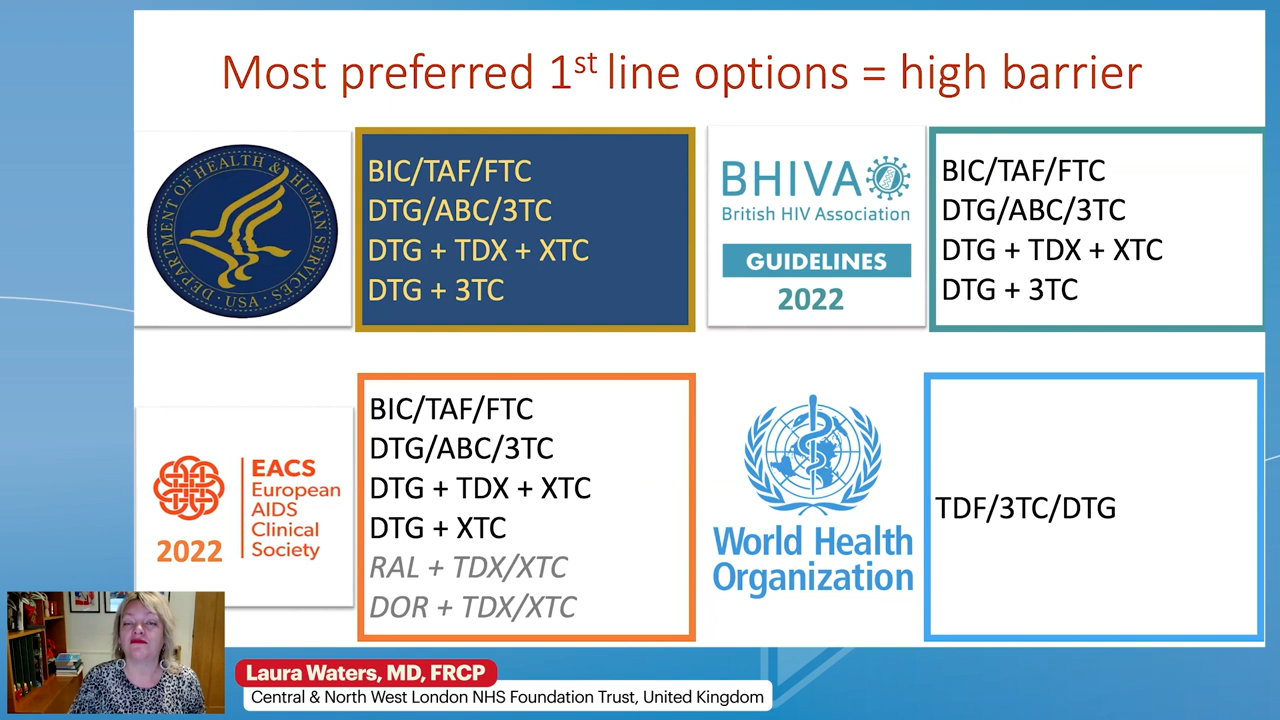 Most preferred 1st line options = high barrier
DEPARTMENT OF HEALTH & HUMAN SERVICES · USA
BIC/TAF/FTC
DTG/ABC/3TC
DTG + TDX + XTC
DTG + 3TC
BHIVA
British HIV Association
GUIDELINES
2022
BIC/TAF/FTC
DTG/ABC/3TC
DTG + TDX + XTC
DTG + 3TC
EACS
European
AIDS
Clinical
Society
2022
BIC/TAF/FTC
DTG/ABC/3TC
DTG + TDX + XTC
DTG + XTC
RAL + TDX/XTC
DOR + TDX/XTC
World Health
Organization
TDF/3TC/DTG
Laura Waters, MD, FRCP
Central & North West London NHS Foundation Trust, United Kingdom